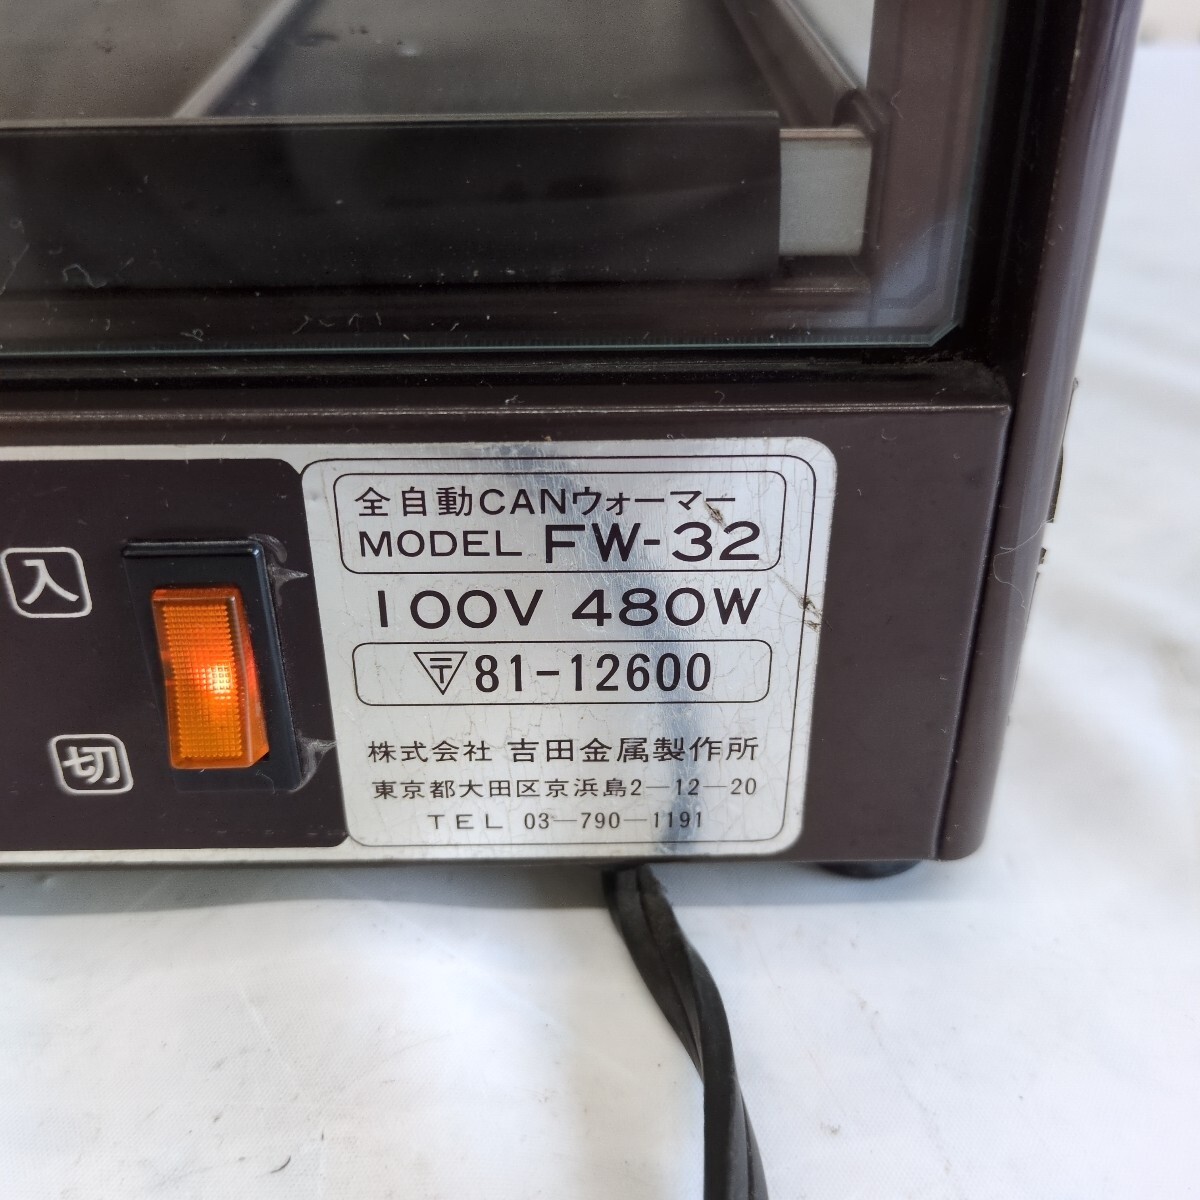 全自動CANウォーマー
MODEL FW-32
100V 480W
〒81-12600
株式会社 吉田金属製作所
東京都大田区京浜島2—12—20
TEL 03—790—1191
入
切